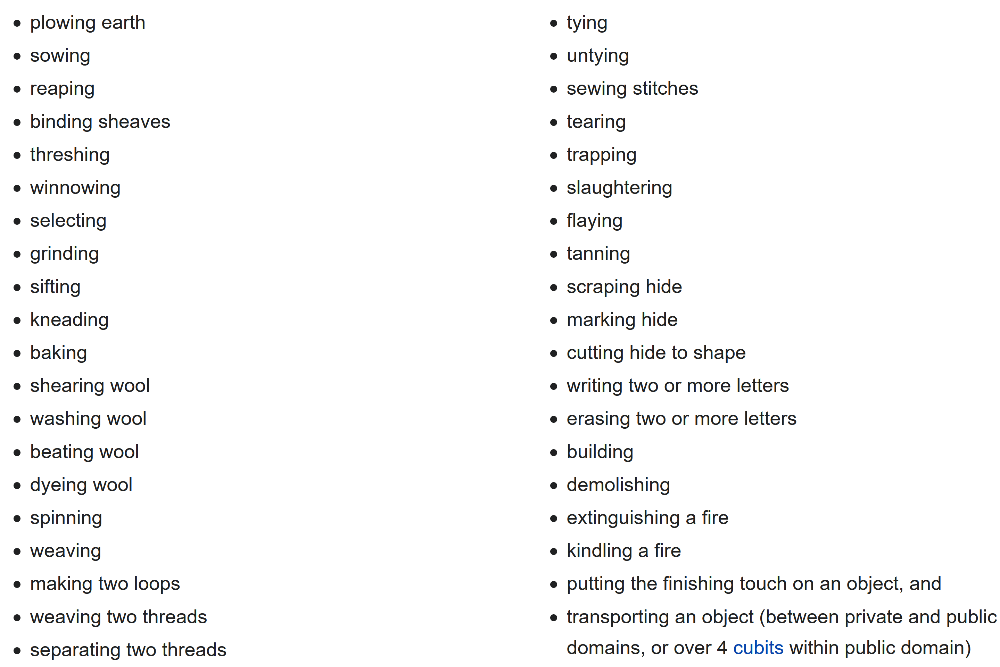 plowing earth
sowing
reaping
binding sheaves
threshing
winnowing
selecting
grinding
sifting
kneading
baking
shearing wool
washing wool
beating wool
dyeing wool
spinning
weaving
making two loops
weaving two threads
separating two threads
tying
untying
sewing stitches
tearing
trapping
slaughtering
flaying
tanning
scraping hide
marking hide
cutting hide to shape
writing two or more letters
erasing two or more letters
building
demolishing
extinguishing a fire
kindling a fire
putting the finishing touch on an object, and
transporting an object (between private and public
domains, or over 4 cubits within public domain)